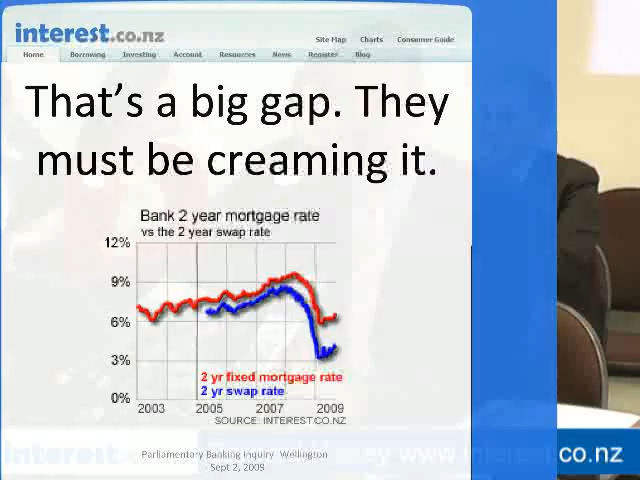 interest.co.nz
Site Map Charts Consumer Guide
Home Borrowing Investing Account Resources News Register Blog
That's a big gap. They
must be creaming it.
Bank 2 year mortgage rate
vs the 2 year swap rate
12%
9%
6%
3%
0%
2 yr fixed mortgage rate
2 yr swap rate
2003 2005 2007 2009
SOURCE: INTEREST.CO.NZ
Parliamentary Banking Inquiry Wellington
Sept 2, 2009
interest www.interest.co.nz